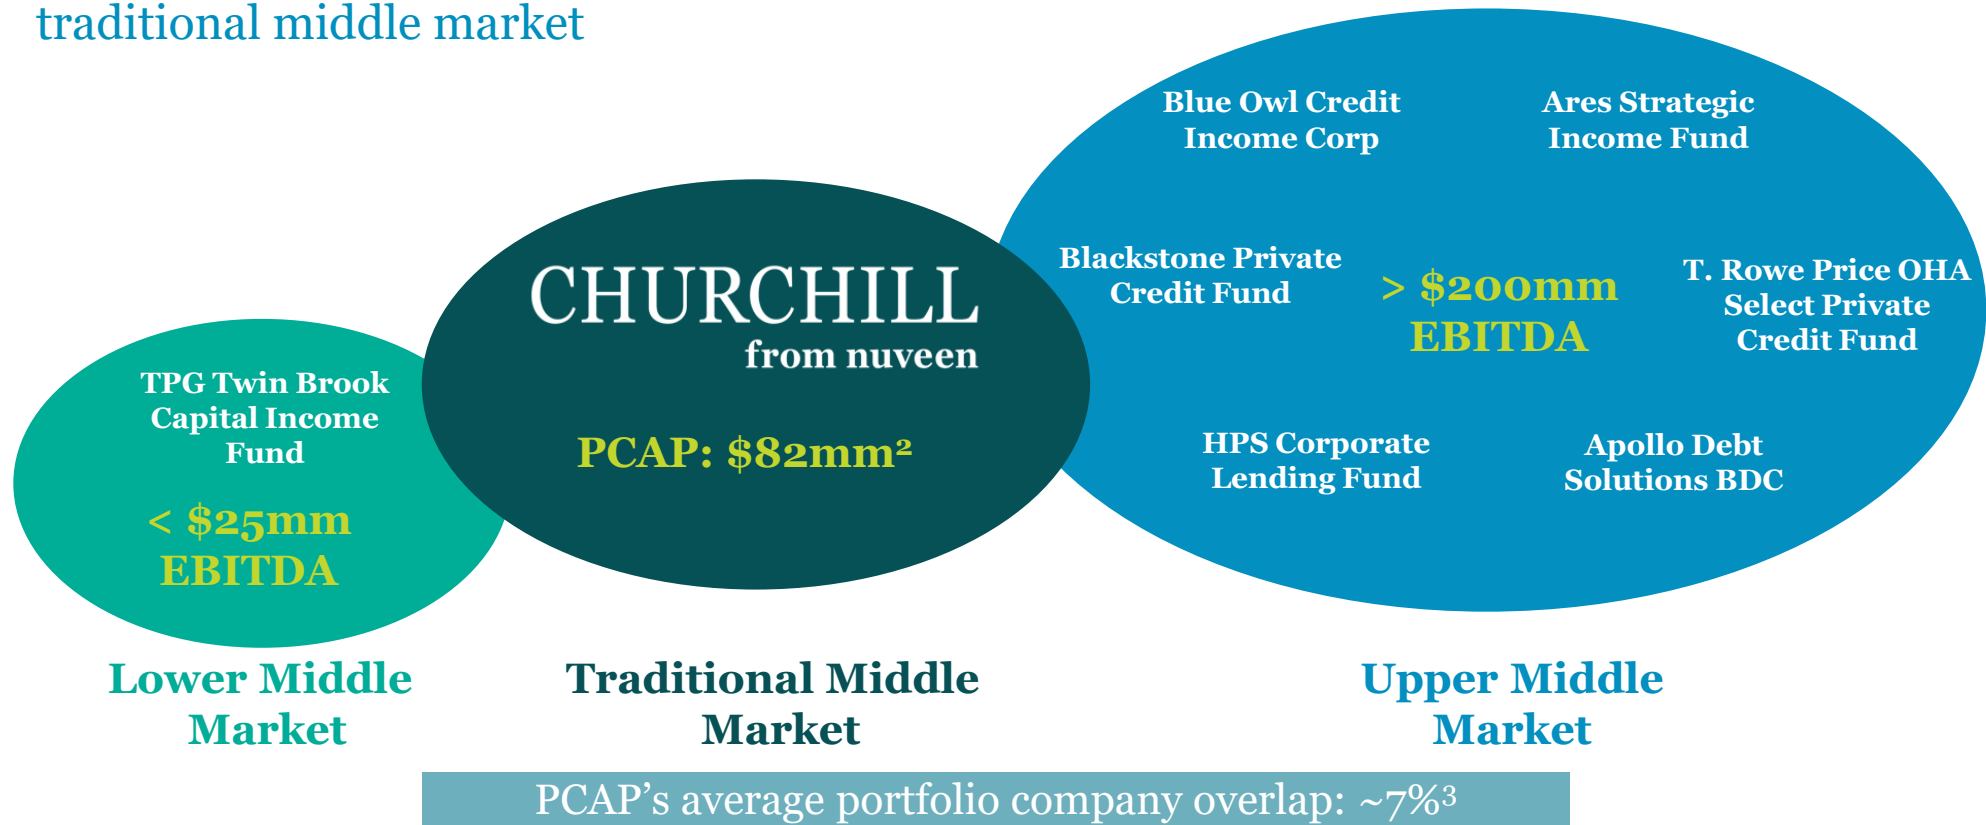 traditional middle market
TPG Twin Brook
Capital Income
Fund
< $25mm
EBITDA
CHURCHILL
from nuveen
PCAP: $82mm²
Blue Owl Credit
Income Corp
Ares Strategic
Income Fund
Blackstone Private
Credit Fund
> $200mm
EBITDA
T. Rowe Price OHA
Select Private
Credit Fund
HPS Corporate
Lending Fund
Apollo Debt
Solutions BDC
Lower Middle
Market
Traditional Middle
Market
Upper Middle
Market
PCAP’s average portfolio company overlap: ~7%³